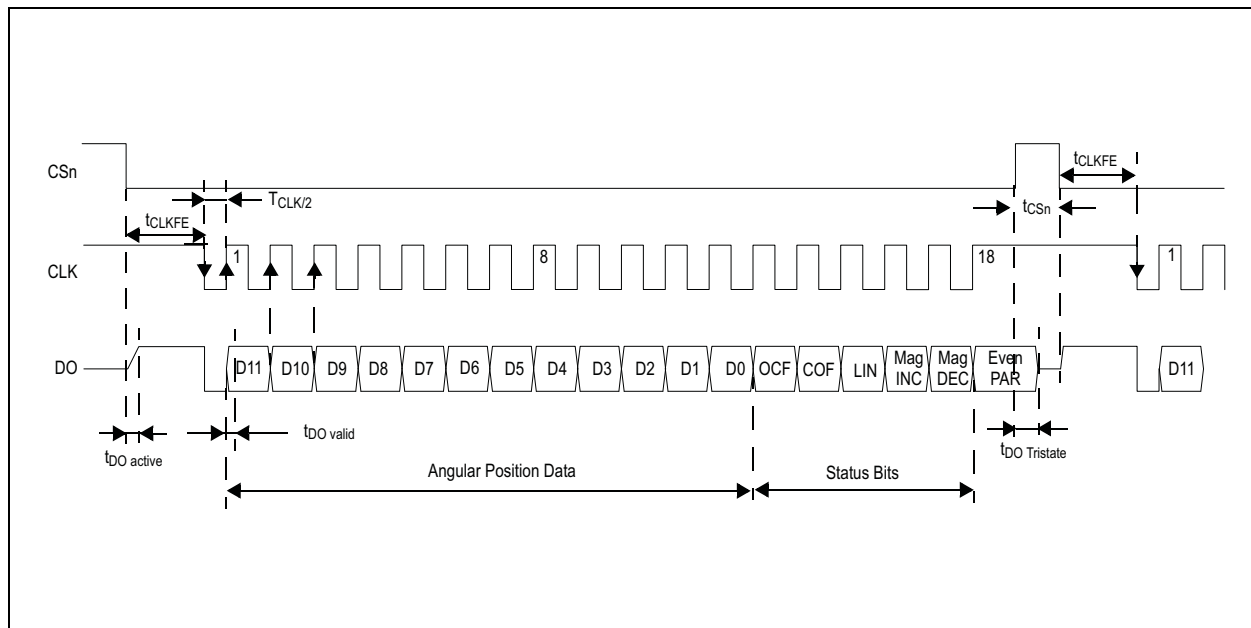 CSn
tCLKFE
TCLK/2
tCLKFE
tCSn
CLK
1
8
18
1
DO
D11
D10
D9
D8
D7
D6
D5
D4
D3
D2
D1
D0
OCF
COF
LIN
Mag
INC
Mag
DEC
Even
PAR
D11
tDO active
tDO valid
tDO Tristate
Angular Position Data
Status Bits